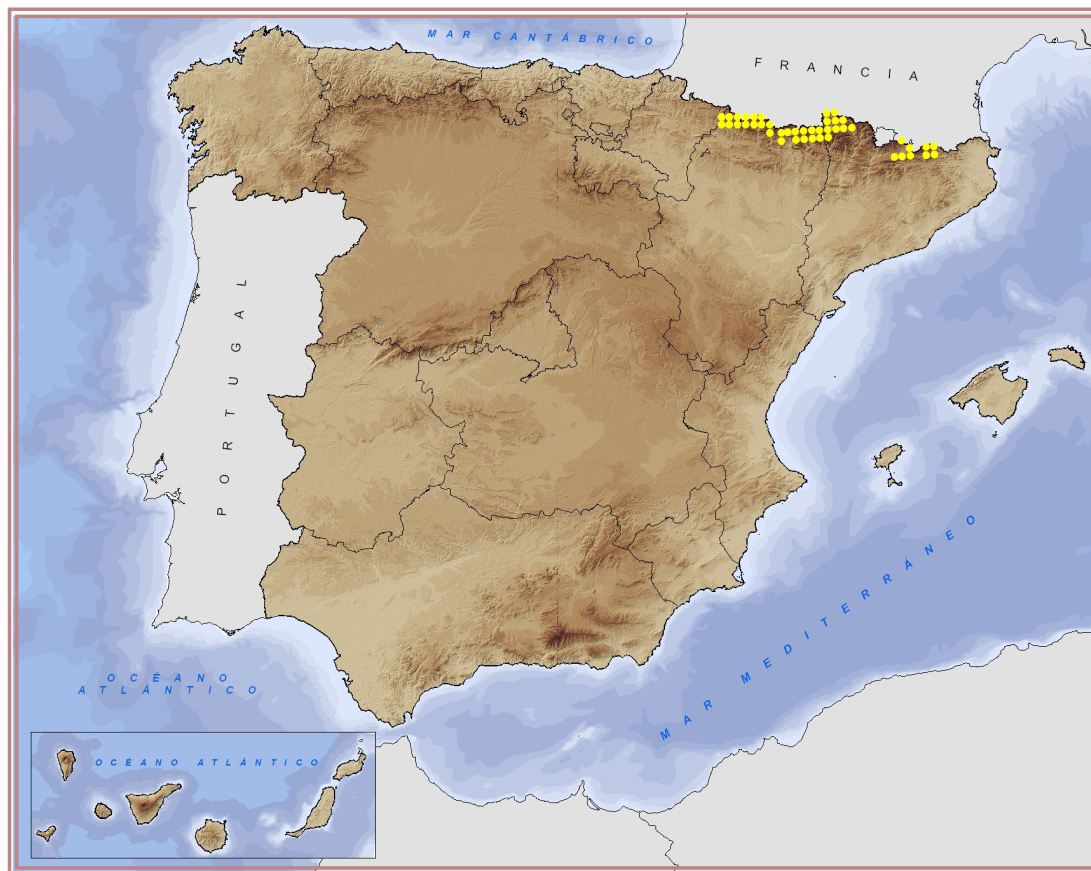 MAR CANTÁBRICO
FRANCIA
PORTUGAL
MAR MEDITERRÁNEO
OCÉANO
ATLÁNTICO
OCÉANO ATLÁNTICO